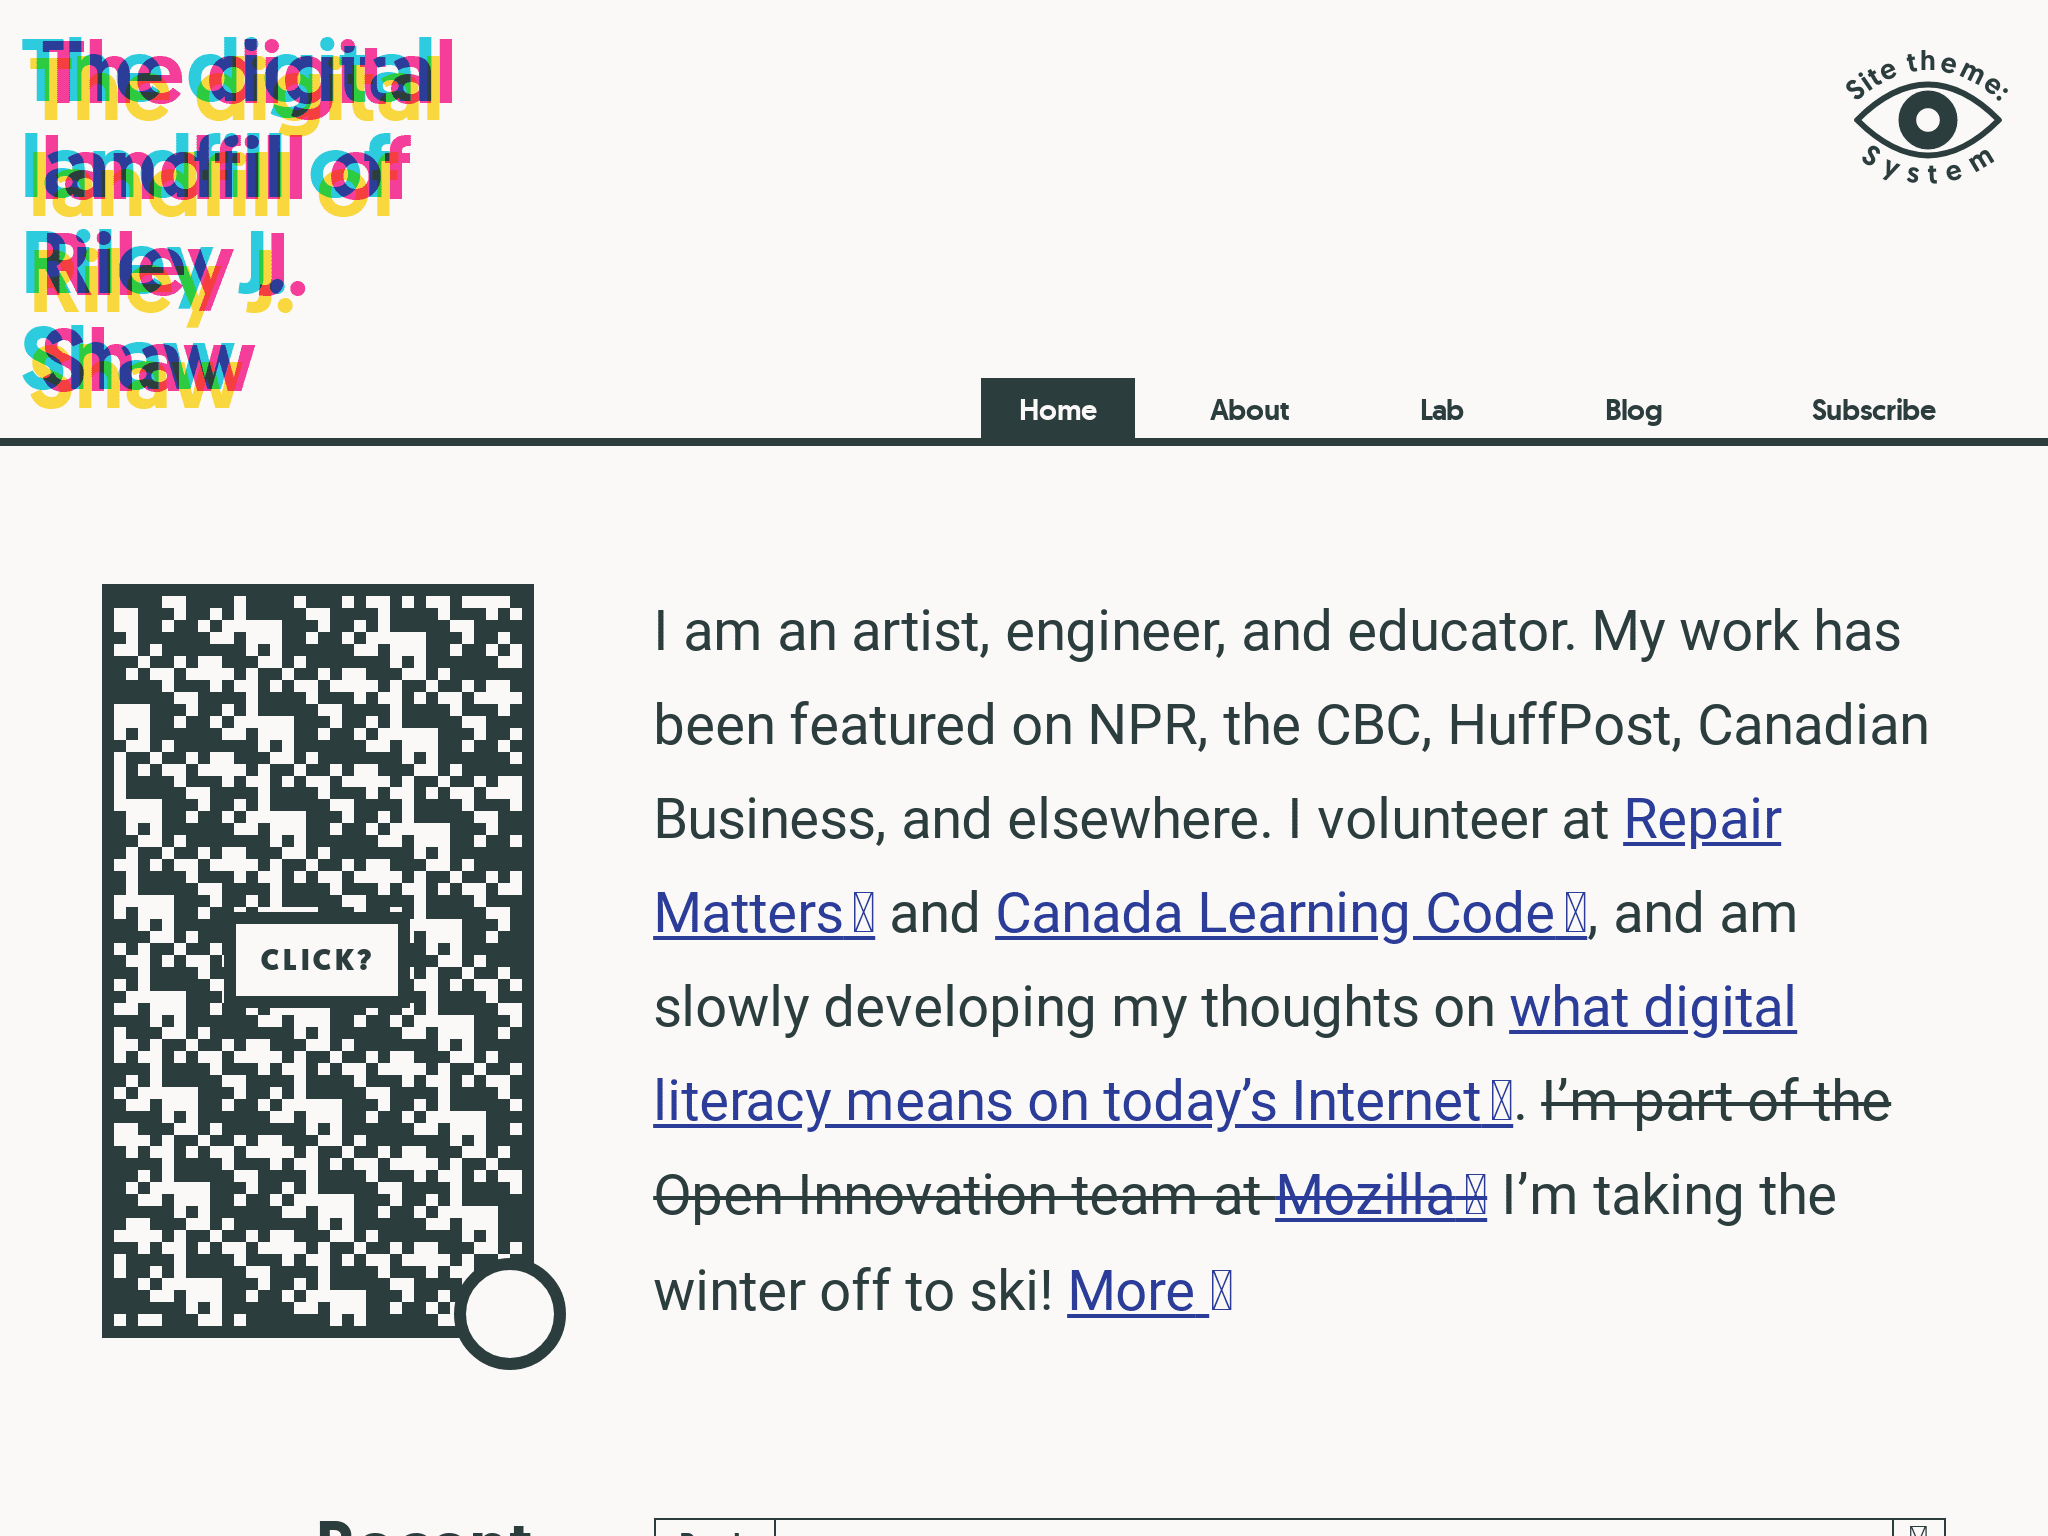 The digital
landfill of
Riley J.
Shaw
Site theme:
System
Home
About
Lab
Blog
Subscribe
CLICK?
I am an artist, engineer, and educator. My work has
been featured on NPR, the CBC, HuffPost, Canadian
Business, and elsewhere. I volunteer at Repair
Matters and Canada Learning Code, and am
slowly developing my thoughts on what digital
literacy means on today’s Internet. I’m part of the
Open Innovation team at Mozilla I’m taking the
winter off to ski! More
Recent